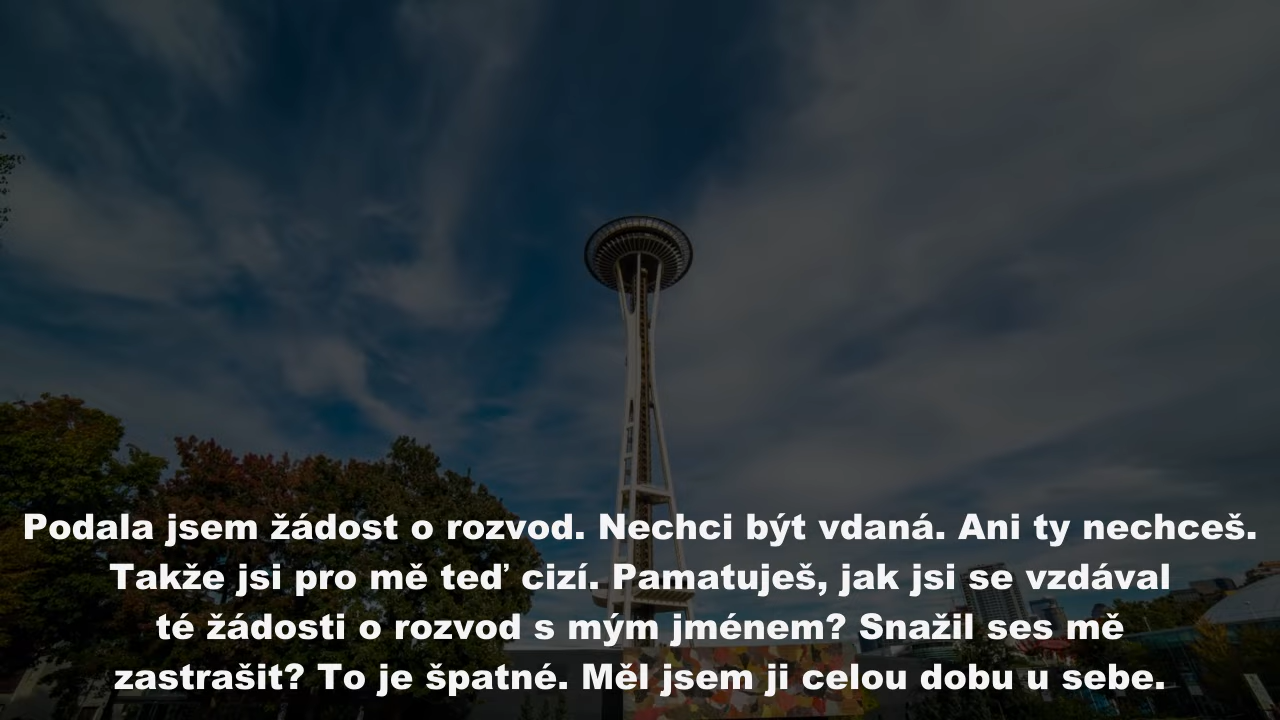 Podala jsem žádost o rozvod. Nechci být vdaná. Ani ty nechceš.
Takže jsi pro mě teď cizí. Pamatuješ, jak jsi se vzdával
té žádosti o rozvod s mým jménem? Snažil ses mě
zastrašit? To je špatné. Měl jsem ji celou dobu u sebe.